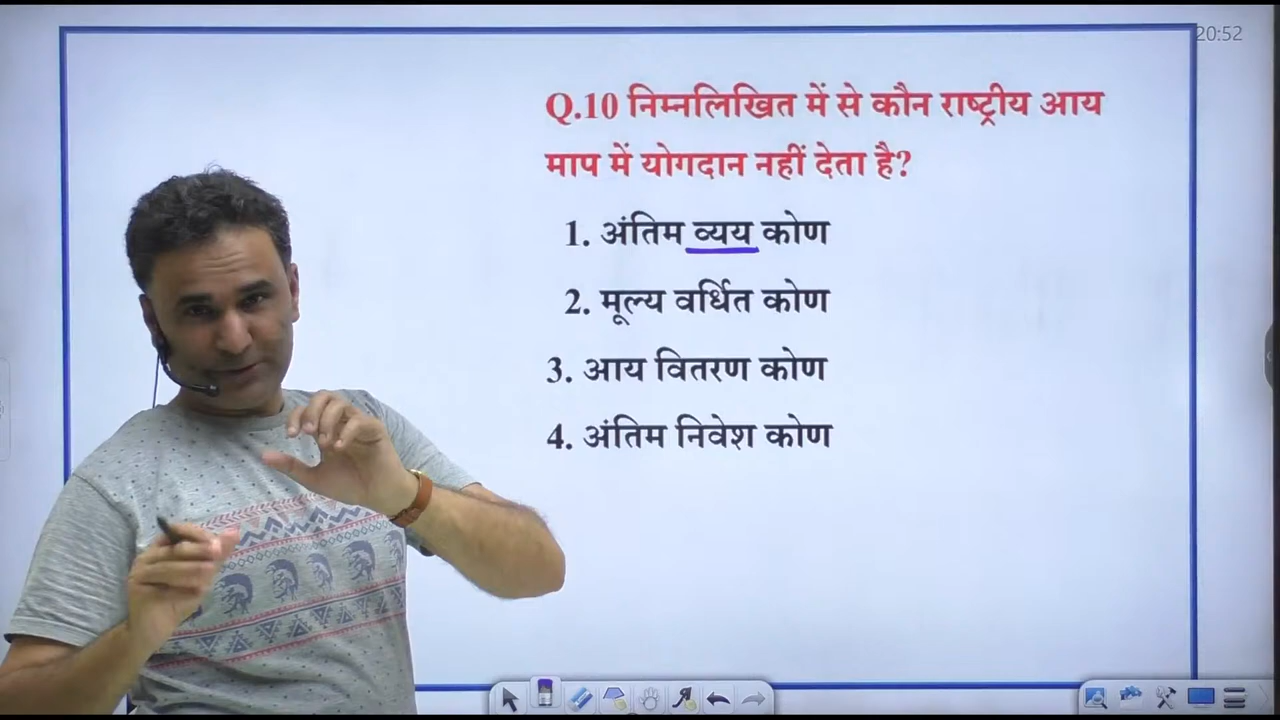 20:52
Q.10 निम्नलिखित में से कौन राष्ट्रीय आय
माप में योगदान नहीं देता है?
1. अंतिम व्यय कोण
2. मूल्य वर्धित कोण
3. आय वितरण कोण
4. अंतिम निवेश कोण